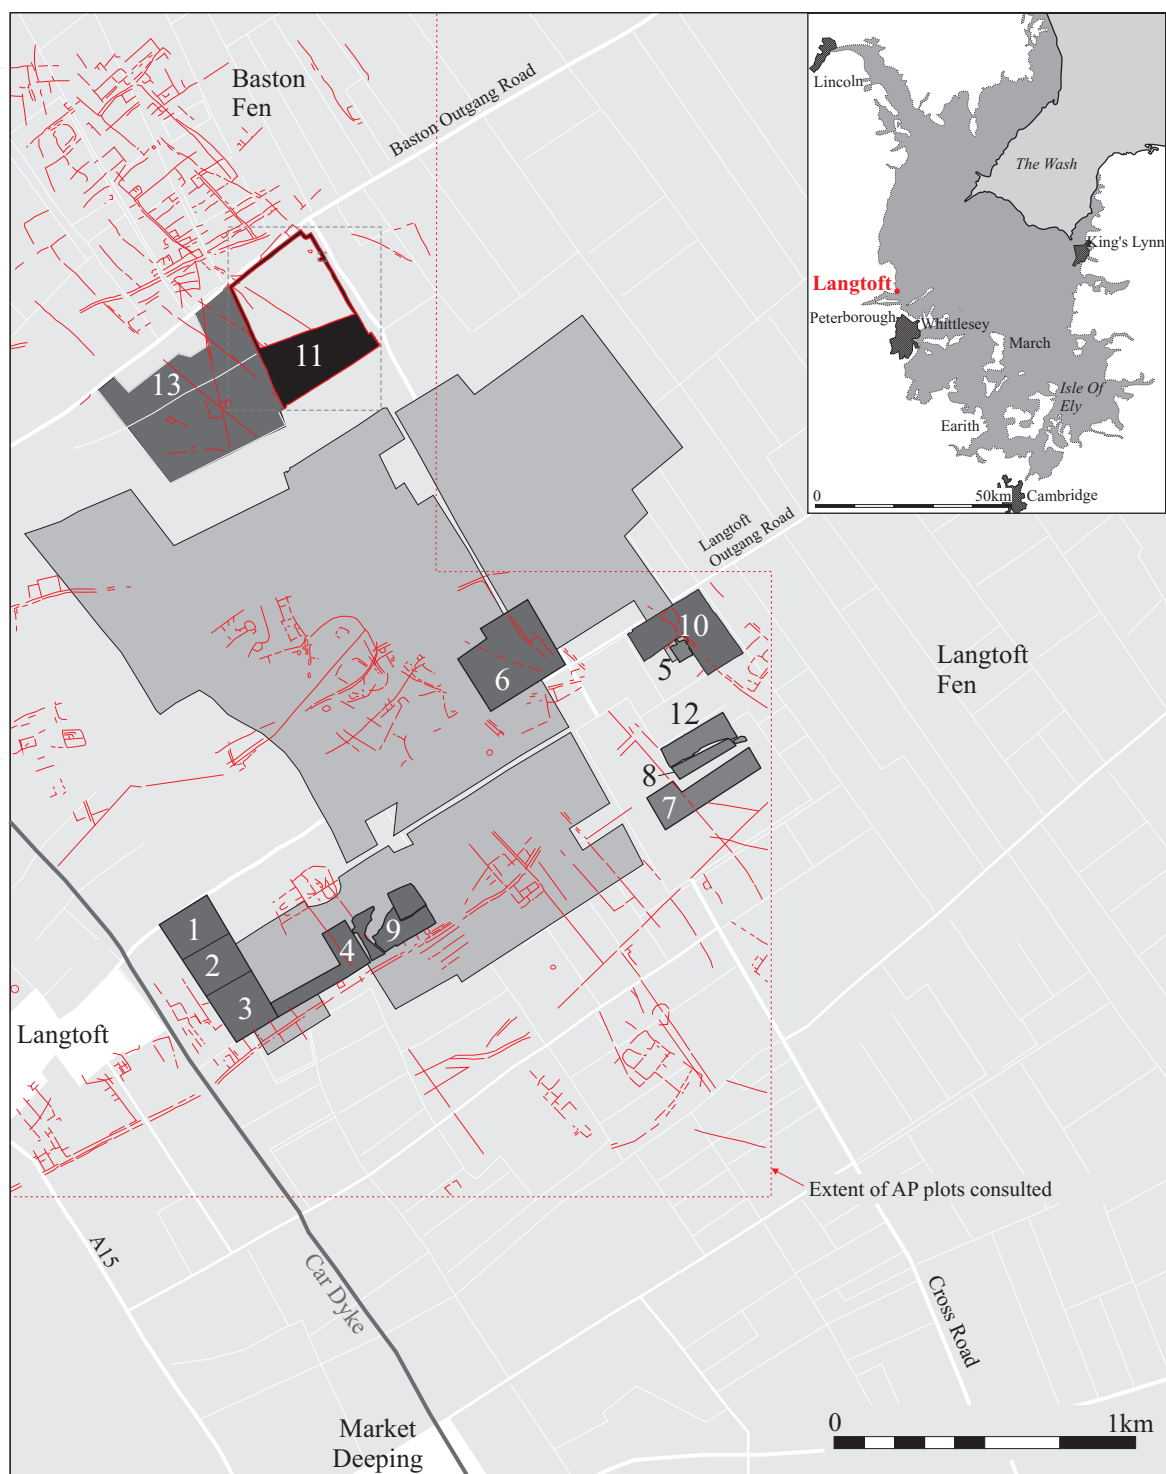 Baston
Fen
Baston Outgang Road
Lincoln
The Wash
King's Lynn
Langtoft
Peterborough
Whittlesey
March
Isle Of
Ely
Earith
0
50km
Cambridge
11
13
Langtoft
Outgang Road
10
5
6
Langtoft
Fen
12
8
7
1
2
3
4
9
Langtoft
Extent of AP plots consulted
A15
Car Dyke
Cross Road
Market
Deeping
0
1km